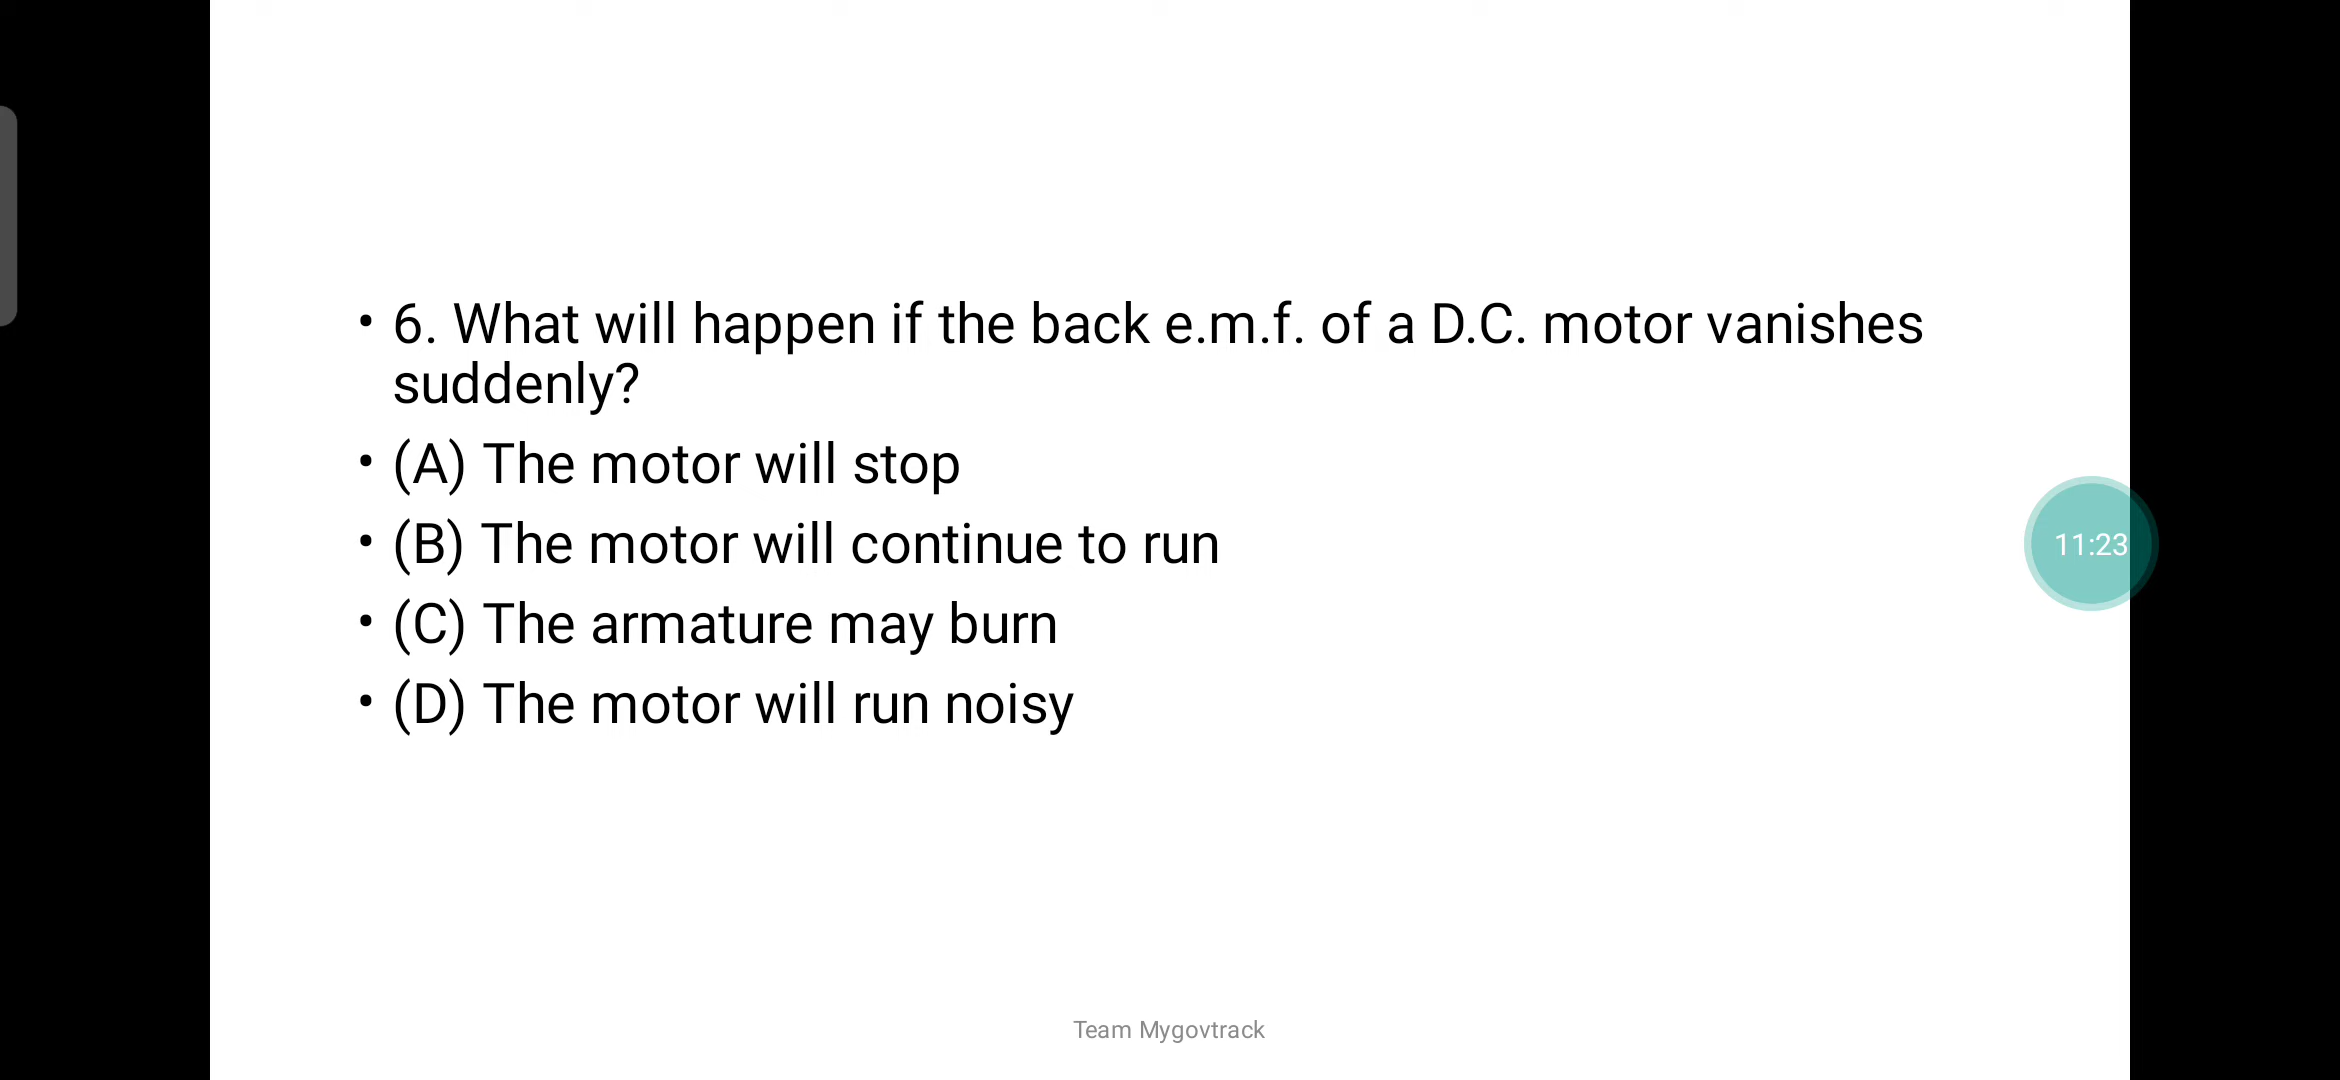 • 6. What will happen if the back e.m.f. of a D.C. motor vanishes
suddenly?
• (A) The motor will stop
• (B) The motor will continue to run
11:23
• (C) The armature may burn
• (D) The motor will run noisy
Team Mygovtrack